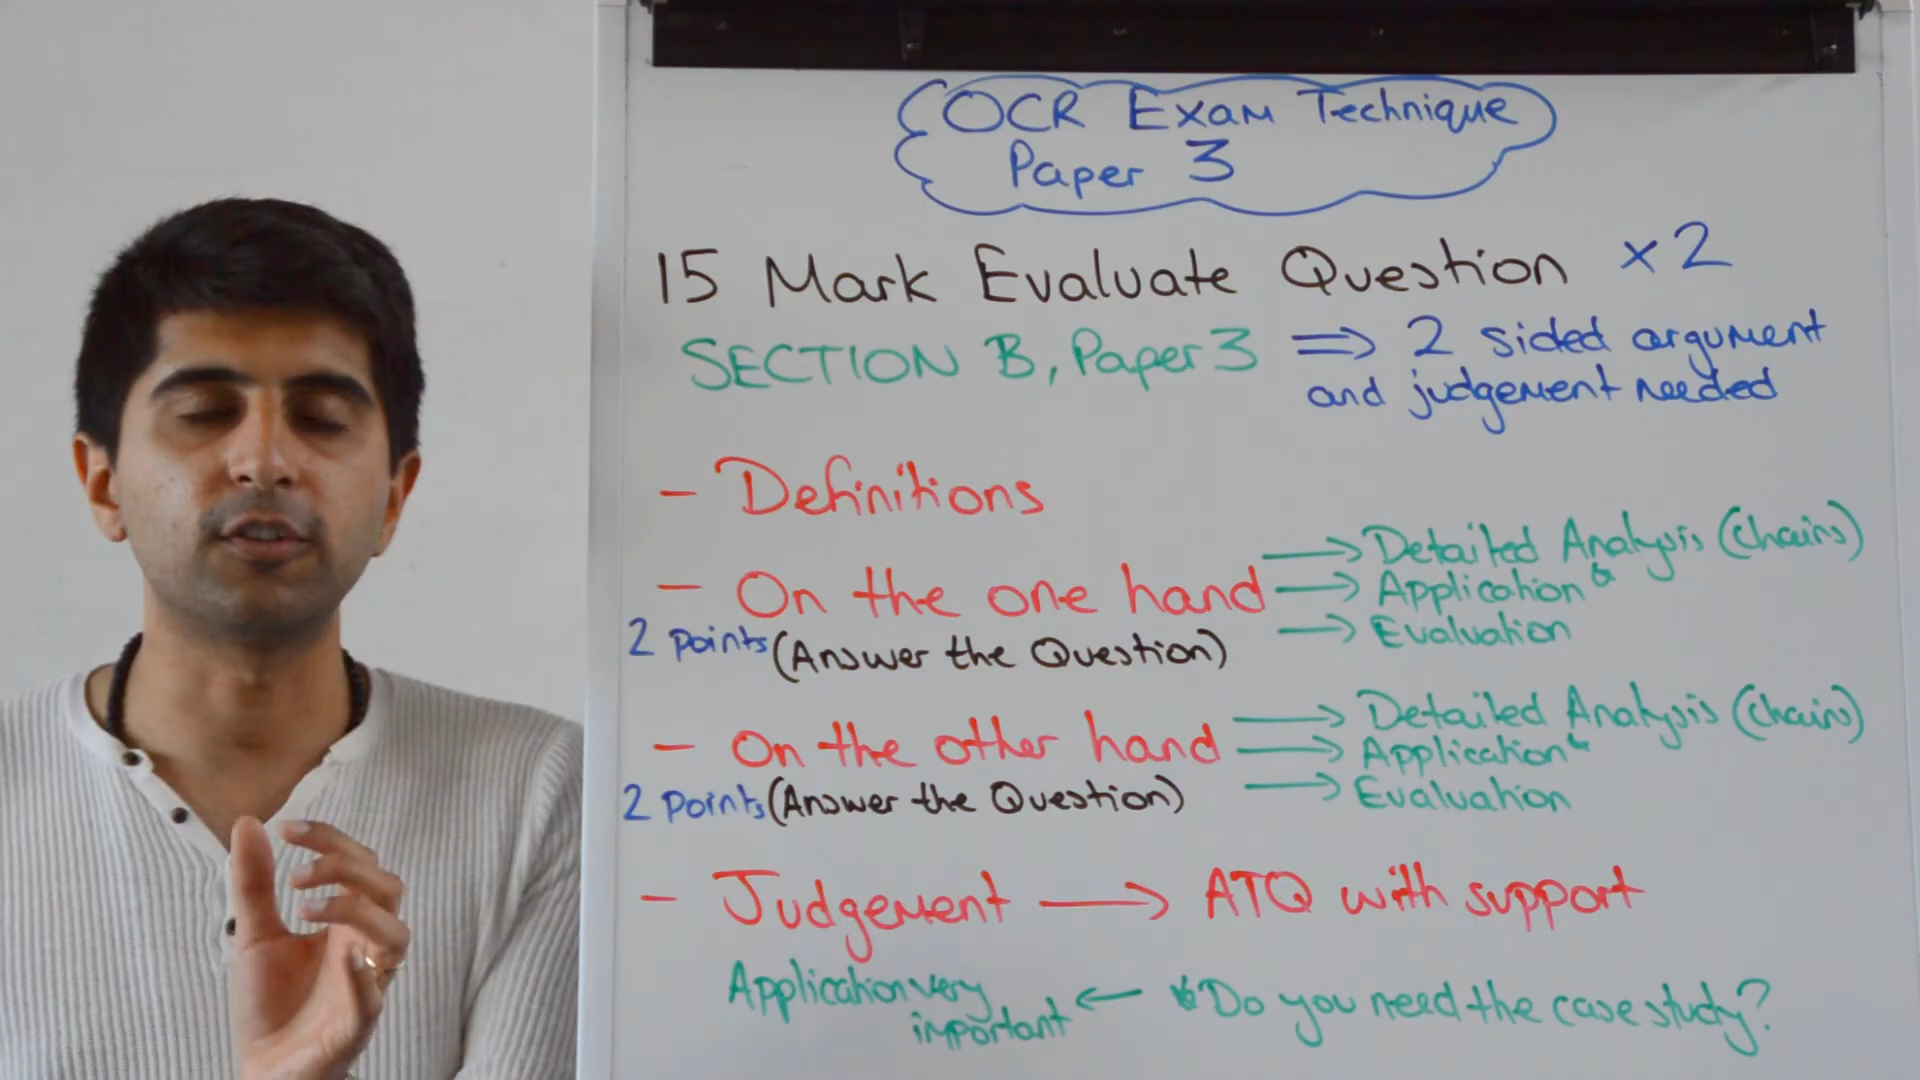 OCR Exam Technique
Paper 3
15 Mark Evaluate Question x2
SECTION B, Paper 3 ⇒ 2 sided argument
and judgement needed
- Definitions
- On the one hand → Detailed Analysis (chains)
→ Application
→ Evaluation
2 points (Answer the Question)
- On the other hand → Detailed Analysis (chains)
→ Application
→ Evaluation
2 points (Answer the Question)
- Judgement → ATQ with support
Application very important ← * Do you need the case study?